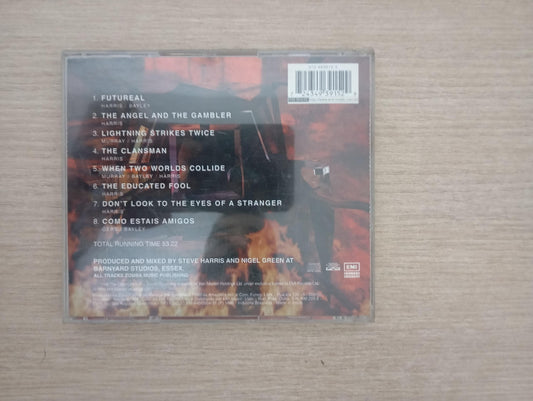 1. FUTUREAL
HARRIS / BAYLEY
2. THE ANGEL AND THE GAMBLER
HARRIS
3. LIGHTNING STRIKES TWICE
MURRAY / HARRIS
4. THE CLANSMAN
HARRIS
5. WHEN TWO WORLDS COLLIDE
MURRAY / BAYLEY / HARRIS
6. THE EDUCATED FOOL
HARRIS
7. DON'T LOOK TO THE EYES OF A STRANGER
HARRIS
8. COMO ESTAIS AMIGOS
GERS / BAYLEY
TOTAL RUNNING TIME 53:22
PRODUCED AND MIXED BY STEVE HARRIS AND NIGEL GREEN AT
BARNYARD STUDIOS, ESSEX.
ALL TRACKS ZOMBA MUSIC PUBLISHING
EMI